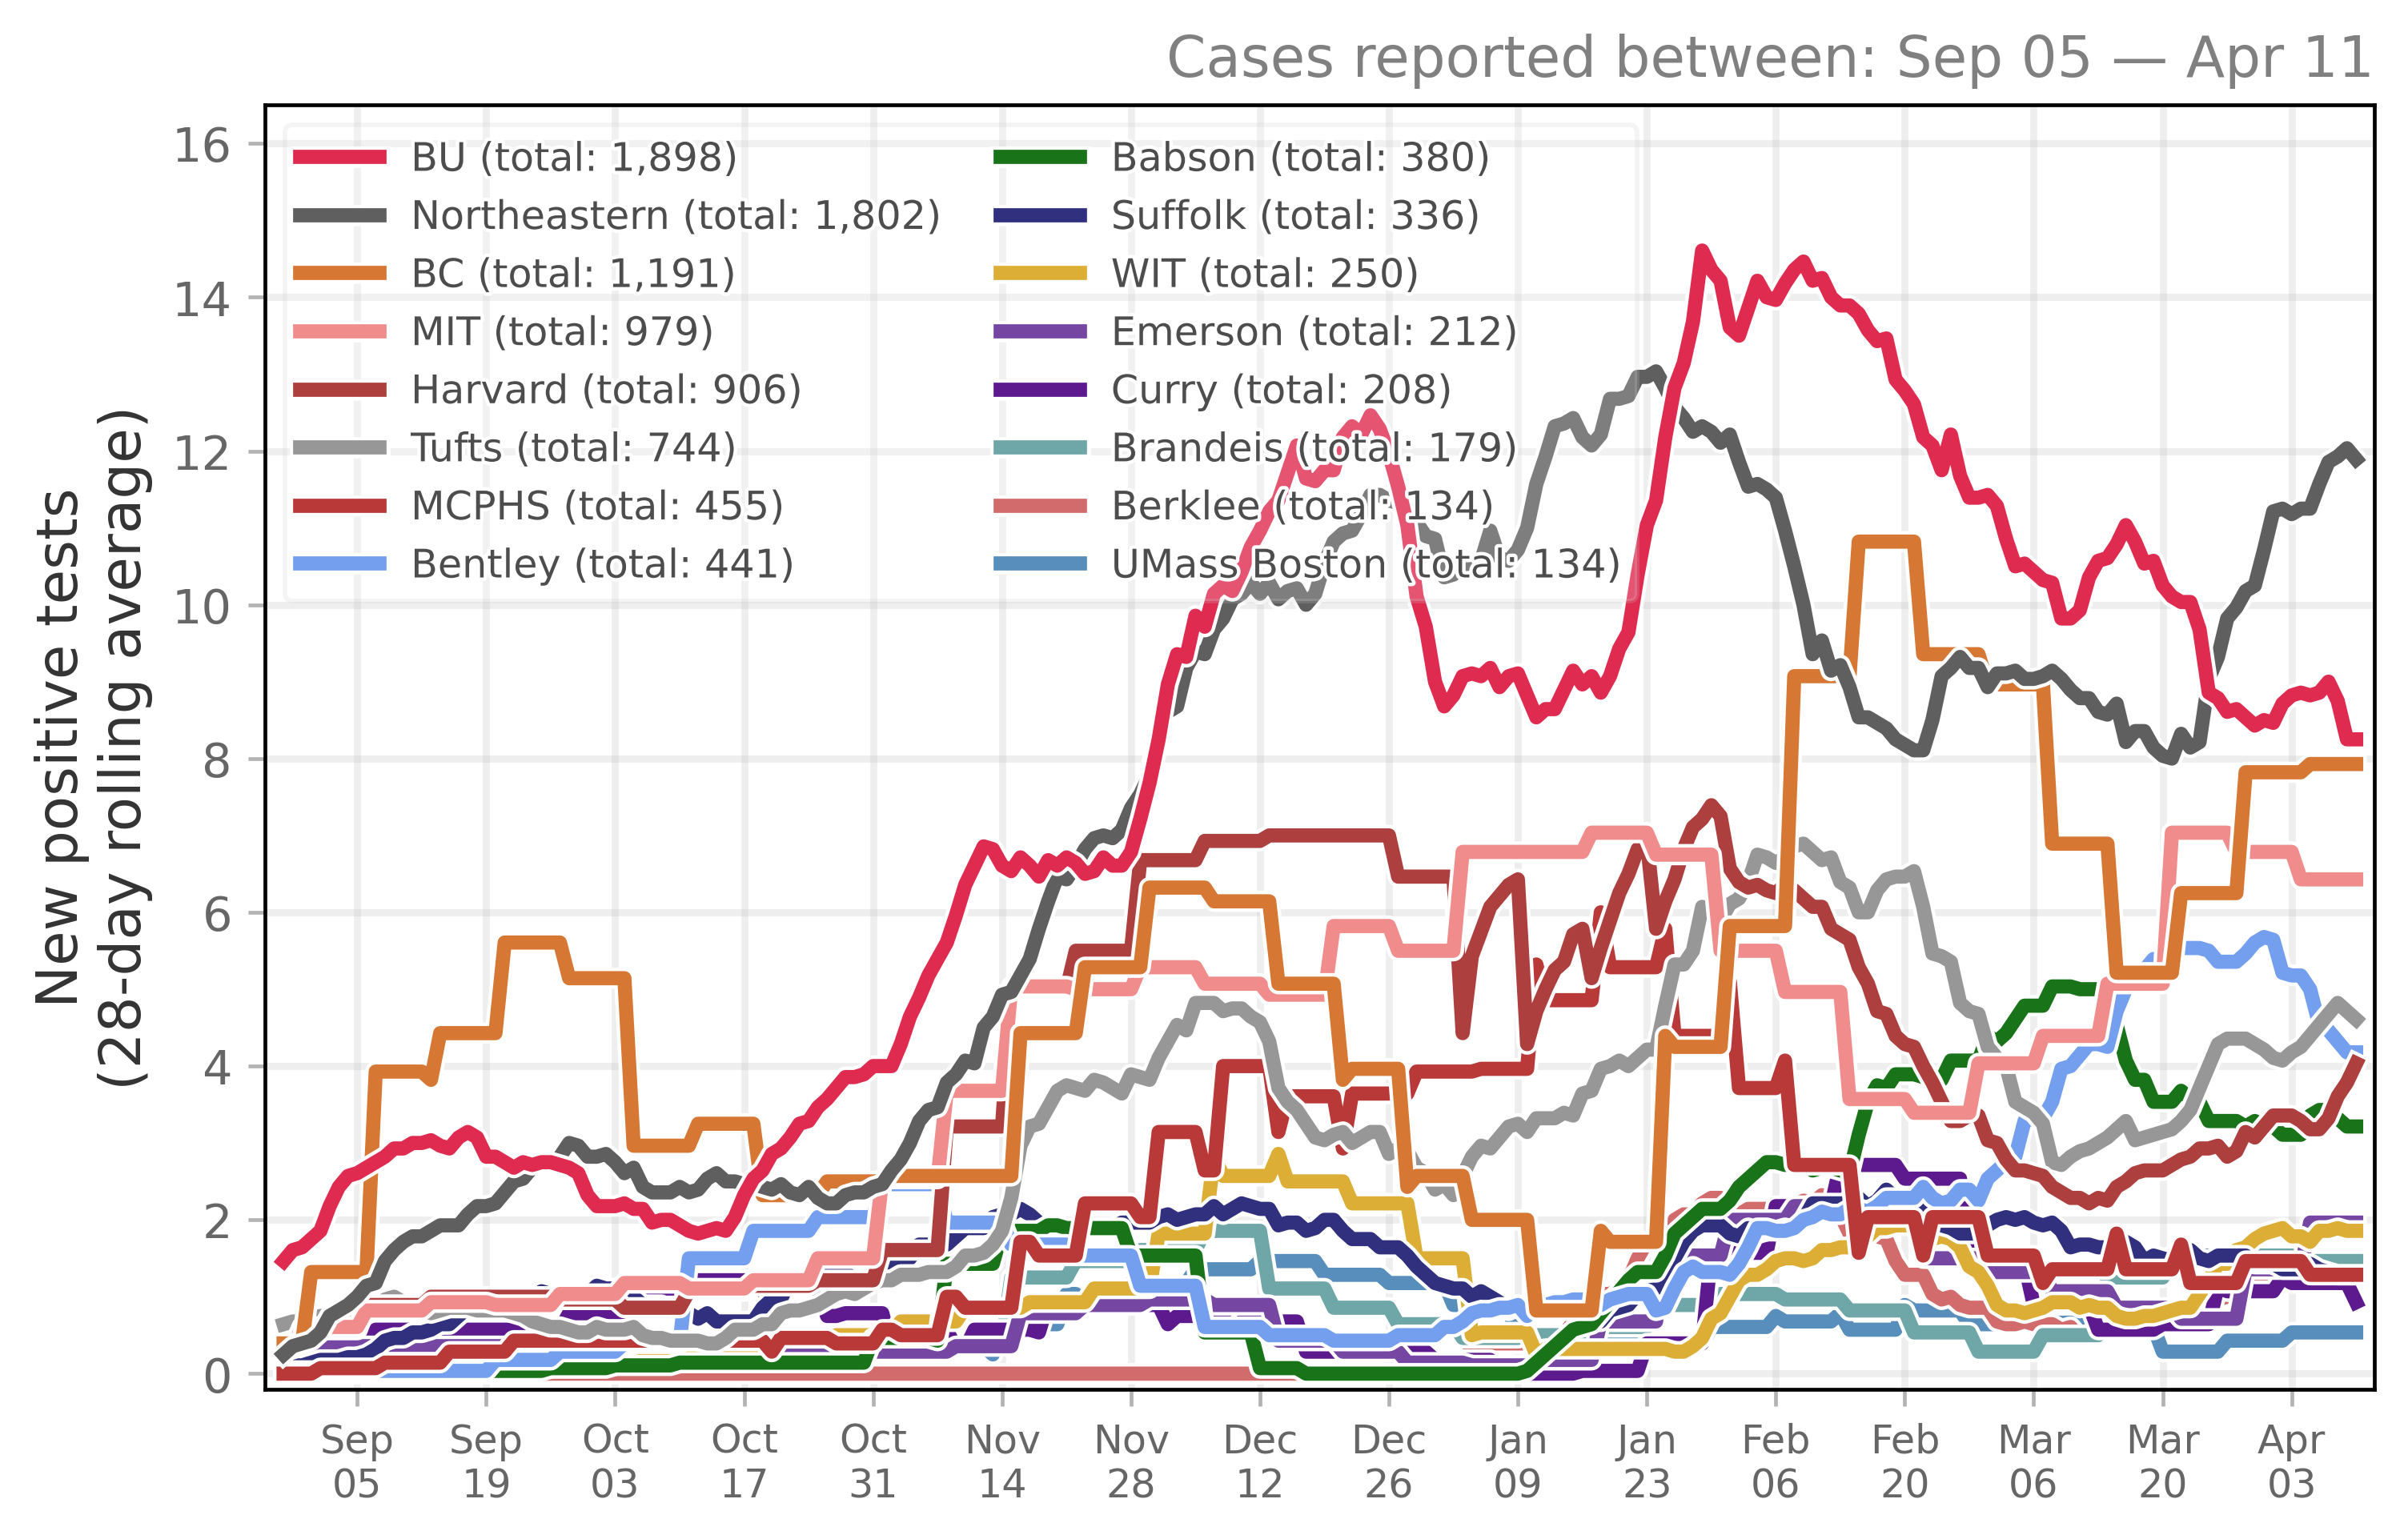 Cases reported between: Sep 05 — Apr 11
New positive tests
(28-day rolling average)
16
14
12
10
8
6
4
2
0
BU (total: 1,898)
Northeastern (total: 1,802)
BC (total: 1,191)
MIT (total: 979)
Harvard (total: 906)
Tufts (total: 744)
MCPHS (total: 455)
Bentley (total: 441)
Babson (total: 380)
Suffolk (total: 336)
WIT (total: 250)
Emerson (total: 212)
Curry (total: 208)
Brandeis (total: 179)
Berklee (total: 134)
UMass Boston (total: 134)
Sep 05
Sep 19
Oct 03
Oct 17
Oct 31
Nov 14
Nov 28
Dec 12
Dec 26
Jan 09
Jan 23
Feb 06
Feb 20
Mar 06
Mar 20
Apr 03